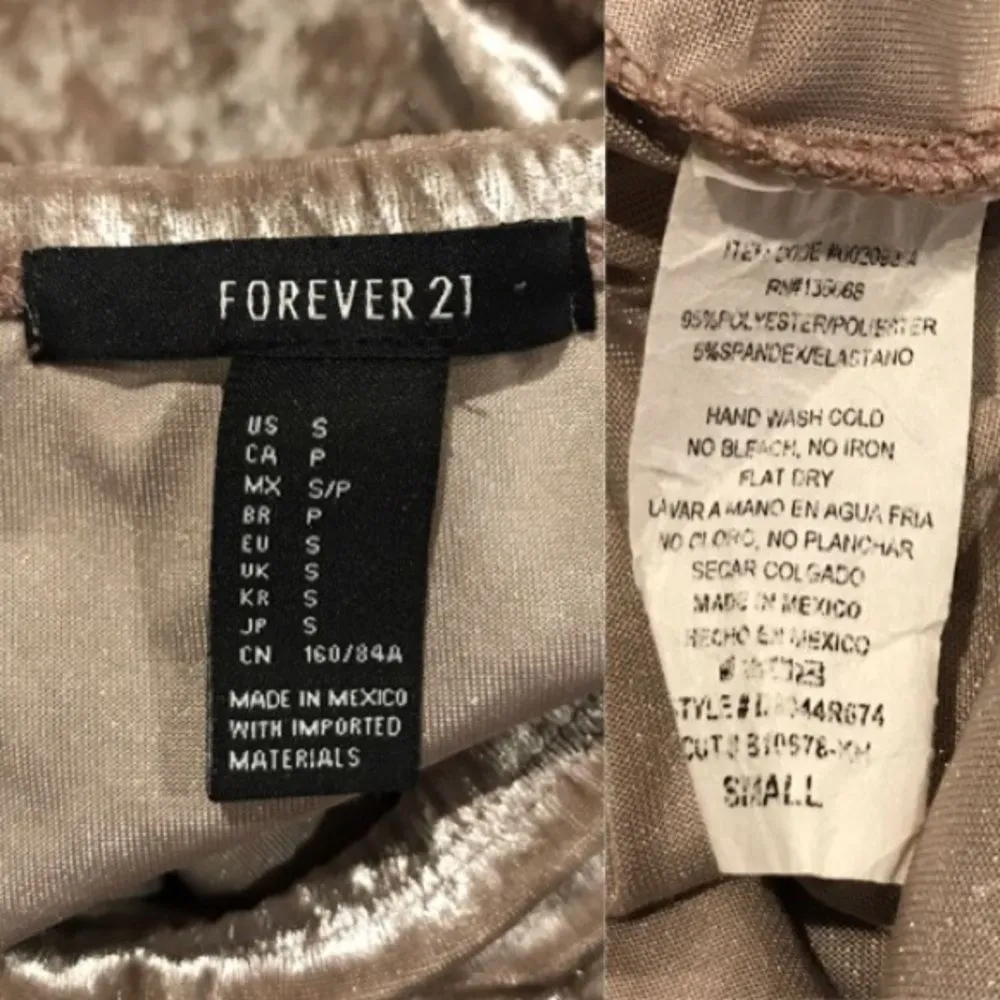 FOREVER 21
US S
CA P
MX S/P
BR P
EU S
UK S
KR S
JP S
CN 160/84A
MADE IN MEXICO
WITH IMPORTED
MATERIALS
ITEM CODE
95%POLYESTER/POLIESTER
5%SPANDEX/ELASTANO
HAND WASH COLD
NO BLEACH, NO IRON
FLAT DRY
LAVAR A MANO EN AGUA FRIA
NO CLORO, NO PLANCHAR
SECAR COLGADO
MADE IN MEXICO
HECHO EN MEXICO
SMALL